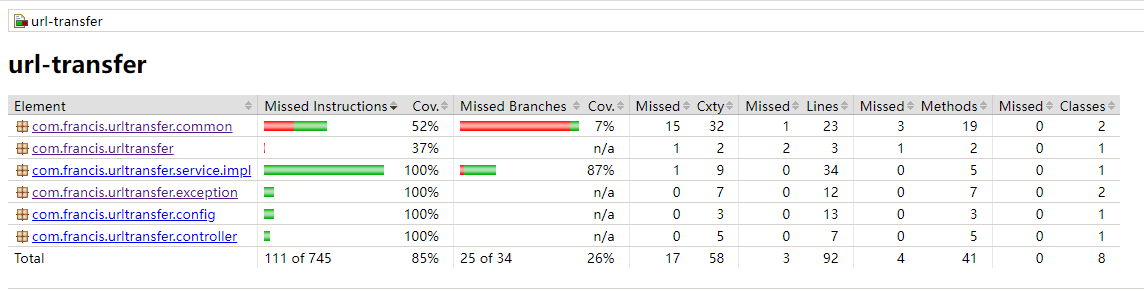 url-transfer
url-transfer
Element Missed Instructions Cov. Missed Branches Cov. Missed Cxty Missed Lines Missed Methods Missed Classes
com.francis.urltransfer.common 52% 7% 15 32 1 23 3 19 0 2
com.francis.urltransfer 37% n/a 1 2 2 3 1 2 0 1
com.francis.urltransfer.service.impl 100% 87% 1 9 0 34 0 5 0 1
com.francis.urltransfer.exception 100% n/a 0 7 0 12 0 7 0 2
com.francis.urltransfer.config 100% n/a 0 3 0 13 0 3 0 1
com.francis.urltransfer.controller 100% n/a 0 5 0 7 0 5 0 1
Total 111 of 745 85% 25 of 34 26% 17 58 3 92 4 41 0 8